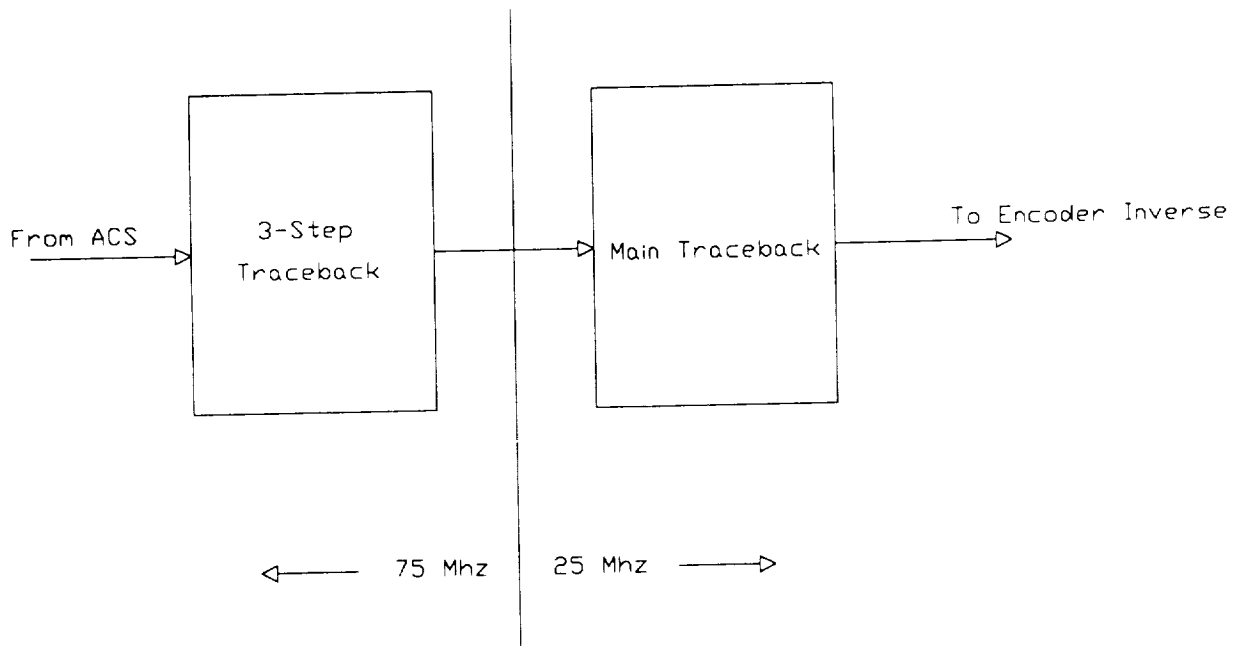 From ACS
3-Step
Traceback
Main Traceback
To Encoder Inverse
75 Mhz
25 Mhz